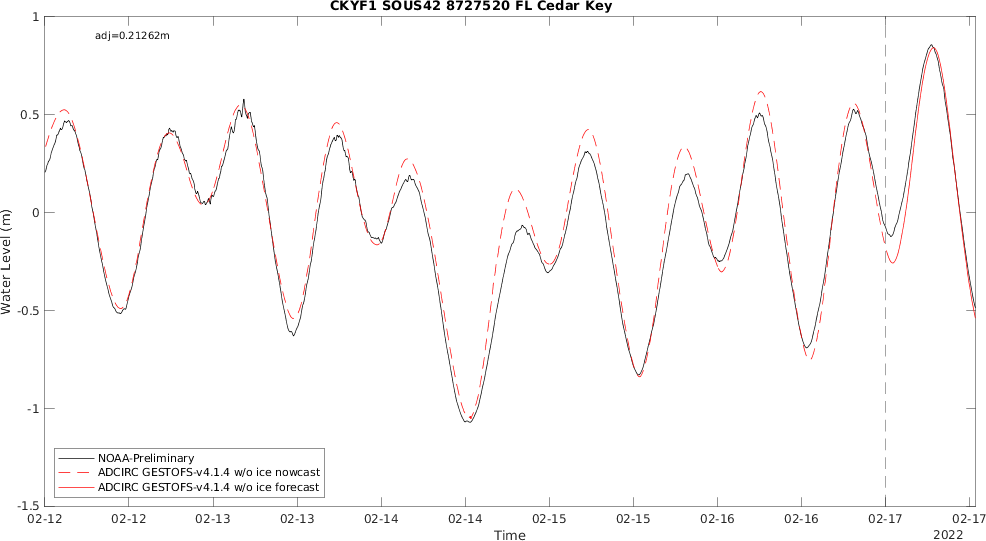 CKYF1 SOUS42 8727520 FL Cedar Key
adj=0.21262m
1
0.5
0
-0.5
-1
-1.5
Water Level (m)
NOAA-Preliminary
ADCIRC GESTOFS-v4.1.4 w/o ice nowcast
ADCIRC GESTOFS-v4.1.4 w/o ice forecast
02-12 02-12 02-13 02-13 02-14 02-14 02-15 02-15 02-16 02-16 02-17 02-17
Time
2022